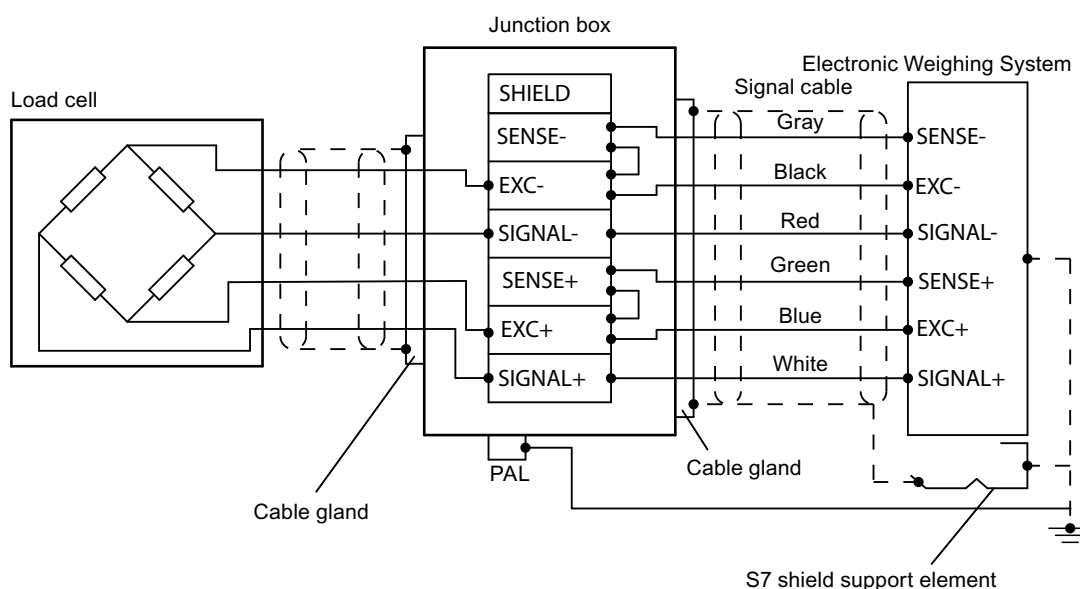 Junction box
Electronic Weighing System
Load cell
Signal cable
SHIELD
SENSE-
EXC-
SIGNAL-
SENSE+
EXC+
SIGNAL+
Gray
Black
Red
Green
Blue
White
SENSE-
EXC-
SIGNAL-
SENSE+
EXC+
SIGNAL+
PAL
Cable gland
Cable gland
S7 shield support element